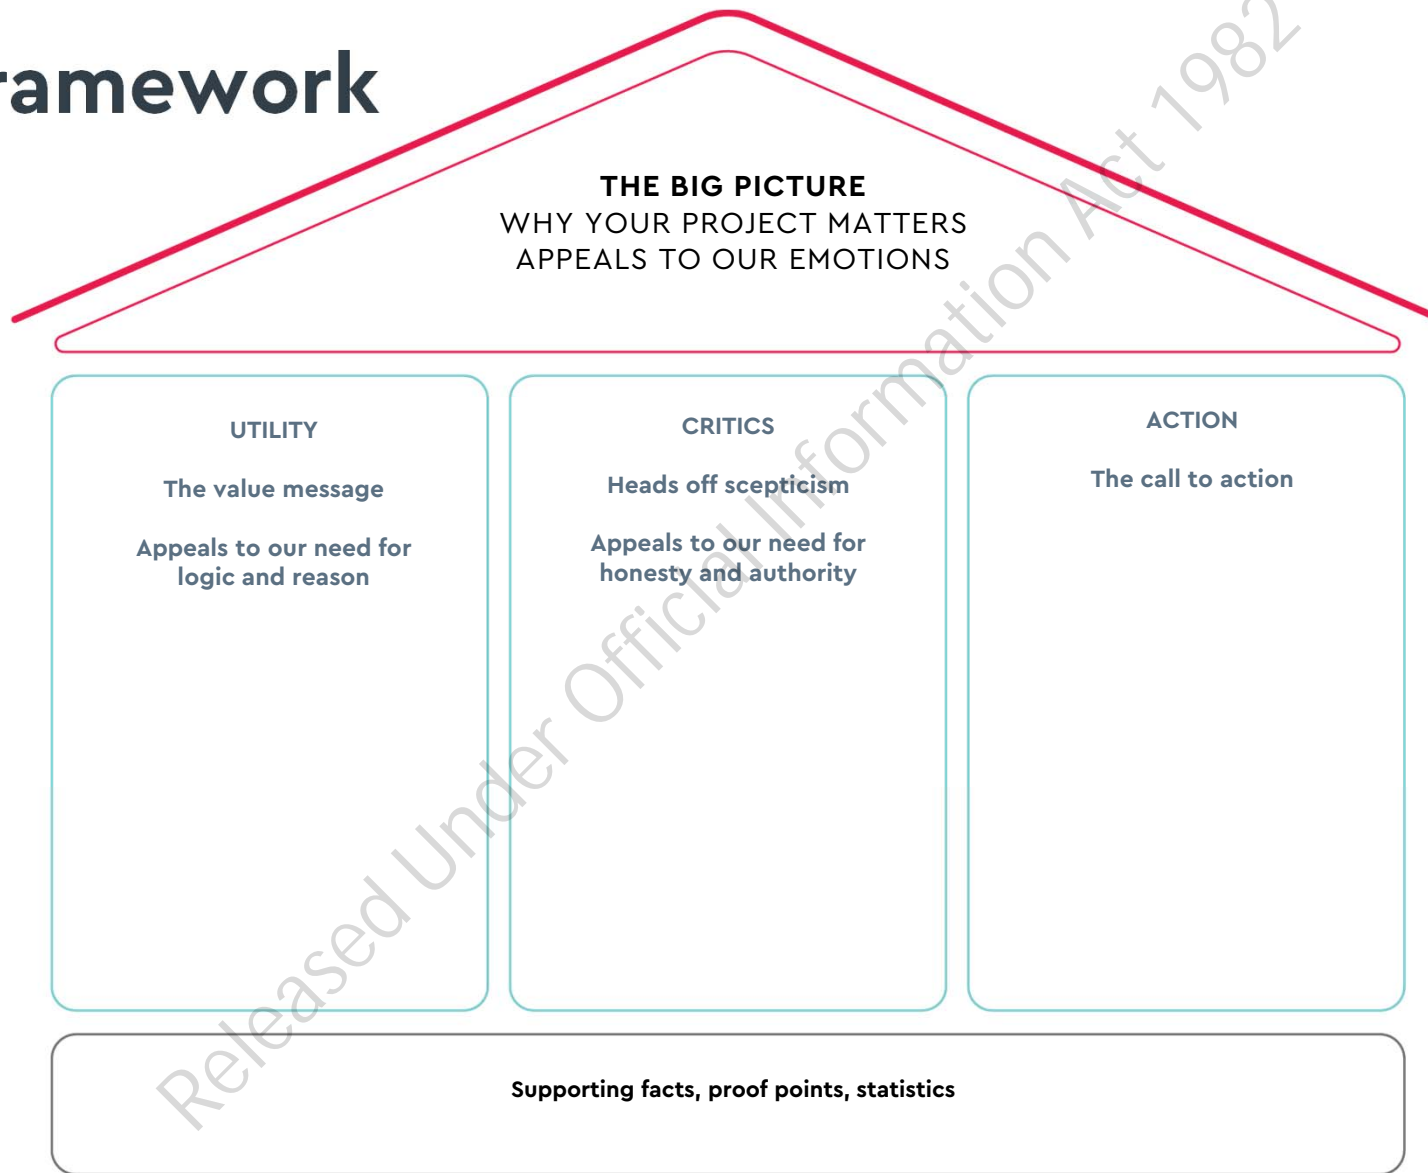 ramework
THE BIG PICTURE
WHY YOUR PROJECT MATTERS
APPEALS TO OUR EMOTIONS
UTILITY
The value message
Appeals to our need for
logic and reason
CRITICS
Heads off scepticism
Appeals to our need for
honesty and authority
ACTION
The call to action
Supporting facts, proof points, statistics
Released Under Official Information Act 1982